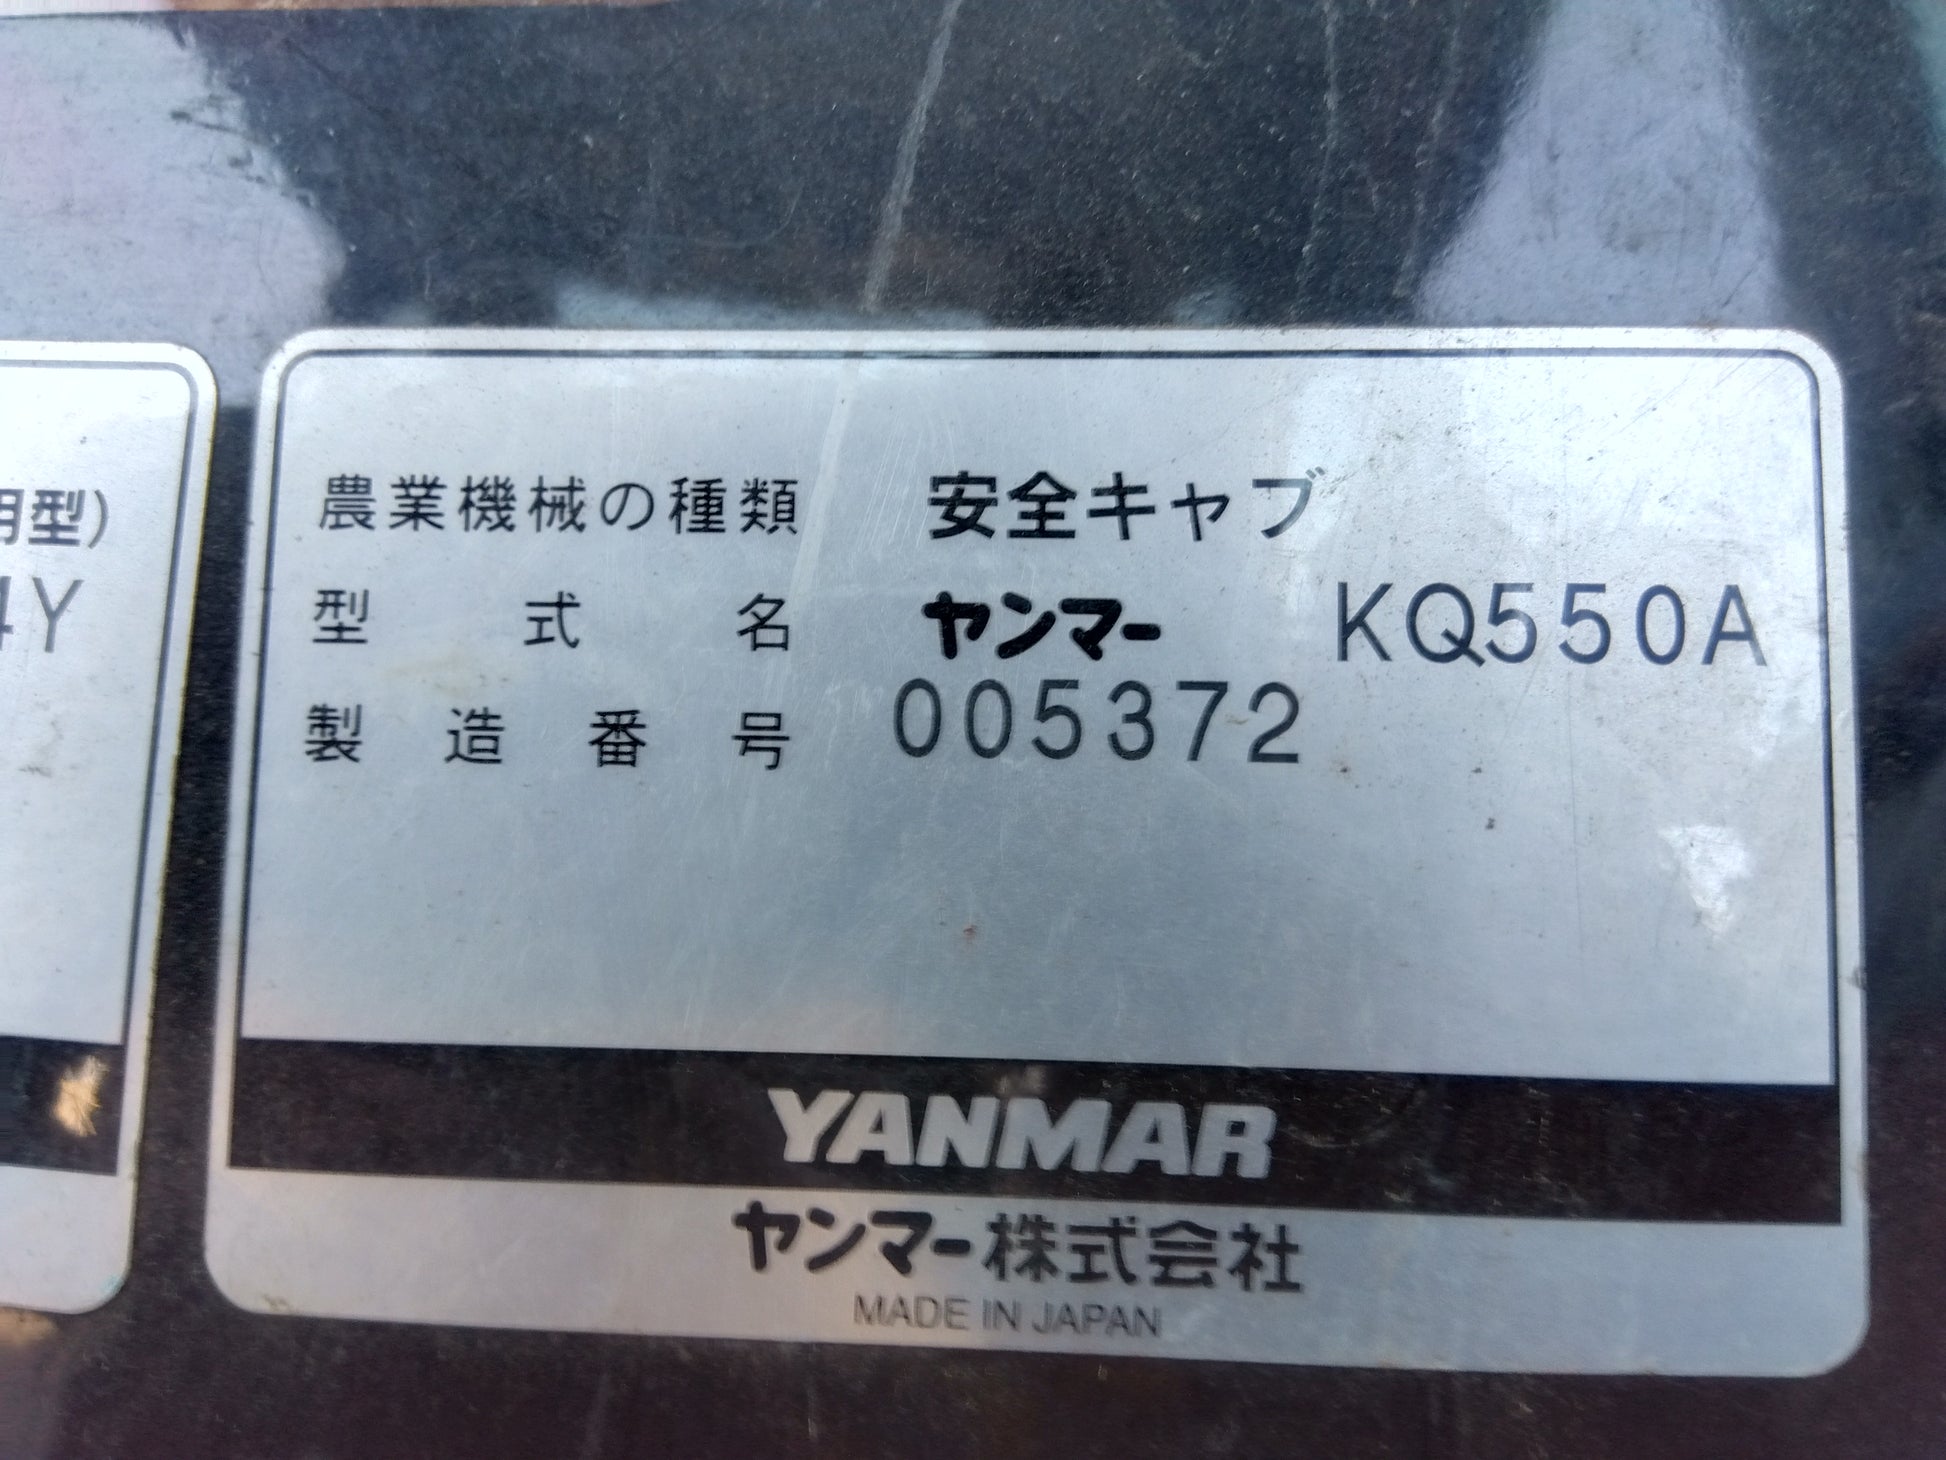 用型)
4Y
農業機械の種類 安全キャブ
型式名 ヤンマー KQ550A
製造番号 005372
YANMAR
ヤンマー株式会社
MADE IN JAPAN